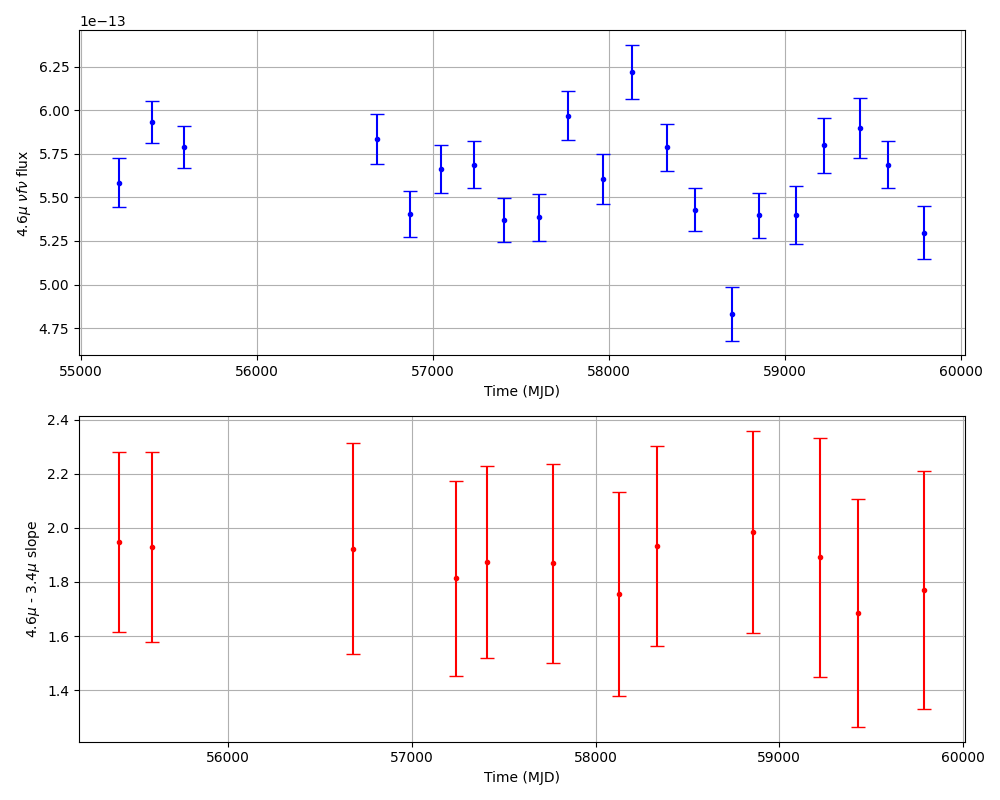 1e−13
6.25
6.00
5.75
5.50
5.25
5.00
4.75
4.6μ νfν flux
55000 56000 57000 58000 59000 60000
Time (MJD)
2.4
2.2
2.0
1.8
1.6
1.4
4.6μ - 3.4μ slope
56000 57000 58000 59000 60000
Time (MJD)